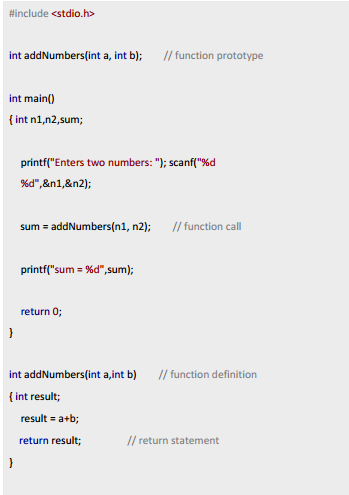 #include <stdio.h>
int addNumbers(int a, int b); // function prototype
int main()
{ int n1,n2,sum;
printf("Enters two numbers: "); scanf("%d
%d",&n1,&n2);
sum = addNumbers(n1, n2); // function call
printf("sum = %d",sum);
return 0;
}
int addNumbers(int a,int b) // function definition
{ int result;
result = a+b;
return result; // return statement
}